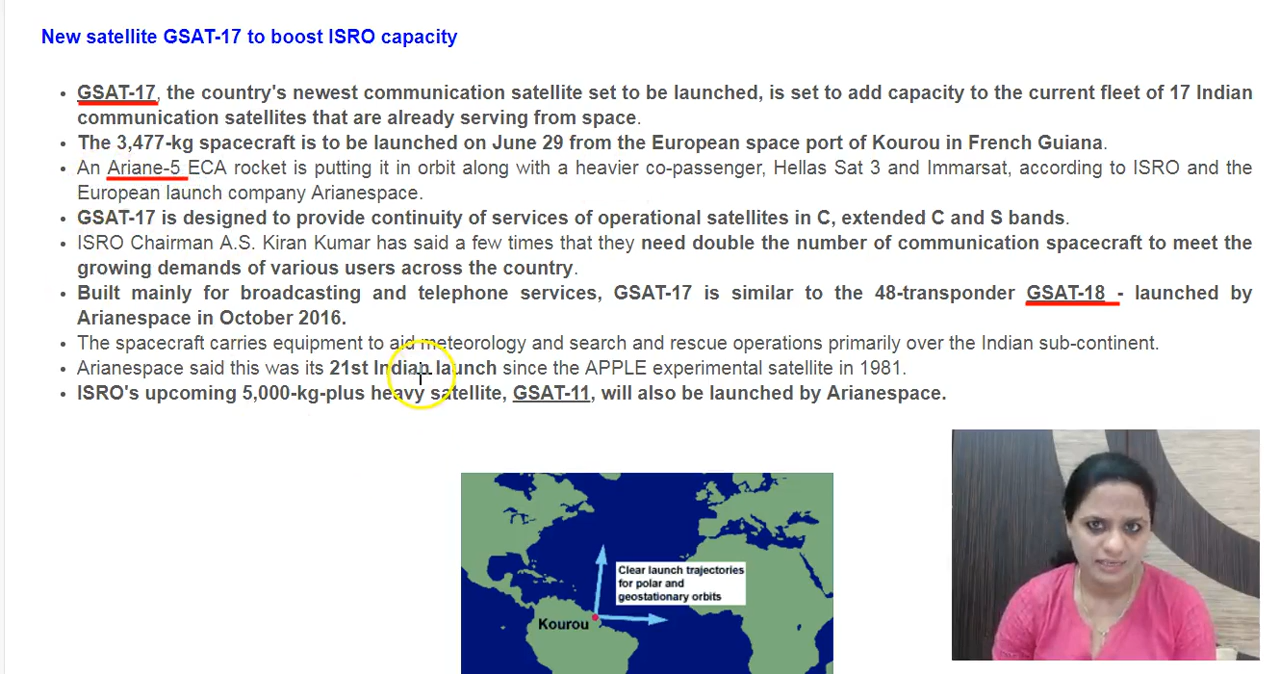 New satellite GSAT-17 to boost ISRO capacity
• GSAT-17, the country's newest communication satellite set to be launched, is set to add capacity to the current fleet of 17 Indian
communication satellites that are already serving from space.
• The 3,477-kg spacecraft is to be launched on June 29 from the European space port of Kourou in French Guiana.
• An Ariane-5 ECA rocket is putting it in orbit along with a heavier co-passenger, Hellas Sat 3 and Immarsat, according to ISRO and the
European launch company Arianespace.
• GSAT-17 is designed to provide continuity of services of operational satellites in C, extended C and S bands.
• ISRO Chairman A.S. Kiran Kumar has said a few times that they need double the number of communication spacecraft to meet the
growing demands of various users across the country.
• Built mainly for broadcasting and telephone services, GSAT-17 is similar to the 48-transponder GSAT-18 - launched by
Arianespace in October 2016.
• The spacecraft carries equipment to aid meteorology and search and rescue operations primarily over the Indian sub-continent.
• Arianespace said this was its 21st Indian launch since the APPLE experimental satellite in 1981.
• ISRO's upcoming 5,000-kg-plus heavy satellite, GSAT-11, will also be launched by Arianespace.
Clear launch trajectories
for polar and
geostationary orbits
Kourou